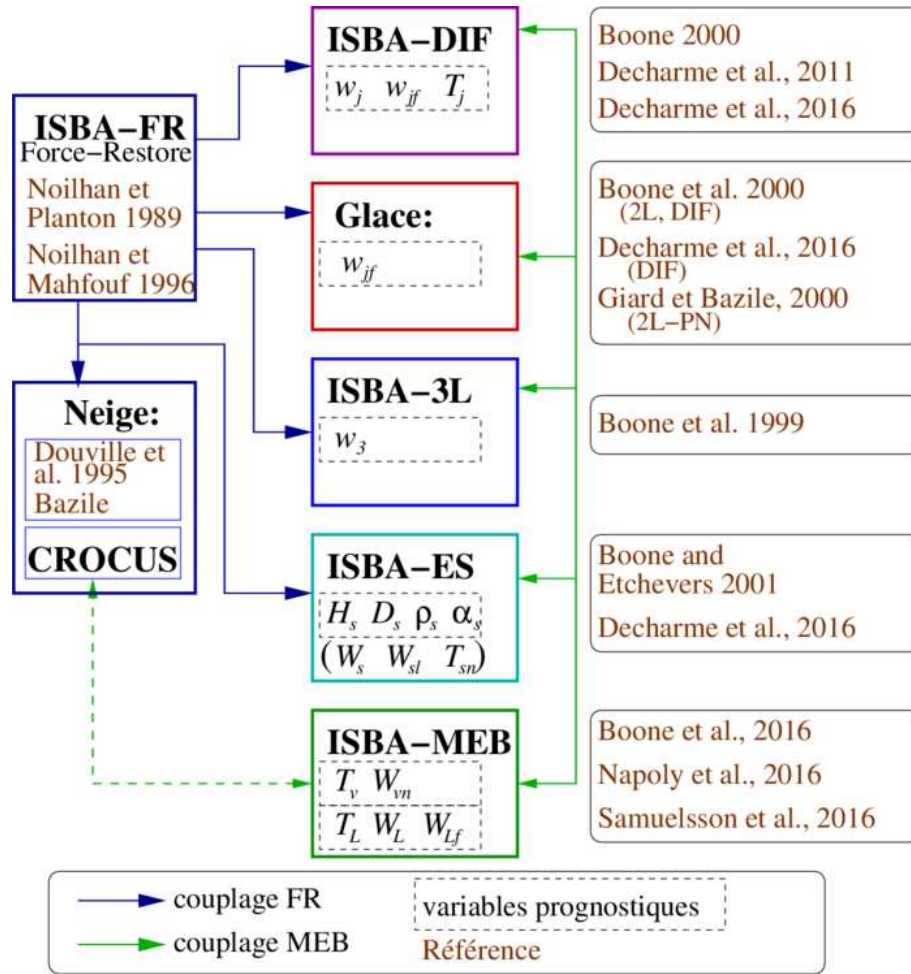 ISBA−FR
Force−Restore
Noilhan et
Planton 1989
Noilhan et
Mahfouf 1996
Neige:
Douville et
al. 1995
Bazile
CROCUS
ISBA−DIF
w_j w_jf T_j
Glace:
w_jf
ISBA−3L
w_3
ISBA−ES
H_s D_s ρ_s α_s
(W_s W_sl T_sn)
ISBA−MEB
T_v W_vn
T_L W_L W_Lf
Boone 2000
Decharme et al., 2011
Decharme et al., 2016
Boone et al. 2000
(2L, DIF)
Decharme et al., 2016
(DIF)
Giard et Bazile, 2000
(2L−PN)
Boone et al. 1999
Boone and
Etchevers 2001
Decharme et al., 2016
Boone et al., 2016
Napoly et al., 2016
Samuelsson et al., 2016
couplage FR
couplage MEB
variables prognostiques
Référence